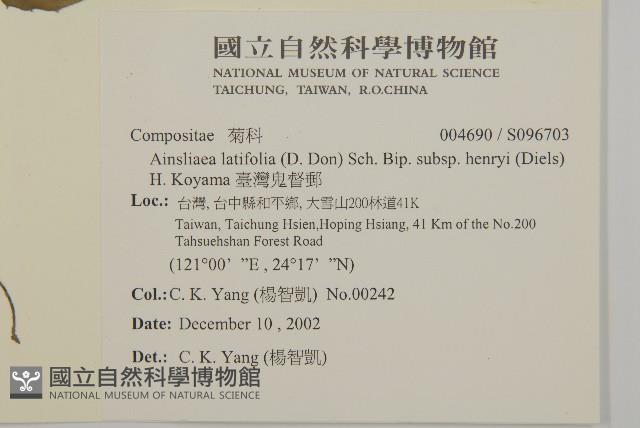 國立自然科學博物館
NATIONAL MUSEUM OF NATURAL SCIENCE
TAICHUNG, TAIWAN, R.O.CHINA
Compositae 菊科 004690 / S096703
Ainsliaea latifolia (D. Don) Sch. Bip. subsp. henryi (Diels)
H. Koyama 臺灣鬼督郵
Loc.: 台灣, 台中縣和平鄉, 大雪山200林道41K
Taiwan, Taichung Hsien,Hoping Hsiang, 41 Km of the No.200
Tahsuehshan Forest Road
(121°00' ”E , 24°17' ”N)
Col.: C. K. Yang (楊智凱) No.00242
Date: December 10 , 2002
Det.: C. K. Yang (楊智凱)
國立自然科學博物館
NATIONAL MUSEUM OF NATURAL SCIENCE